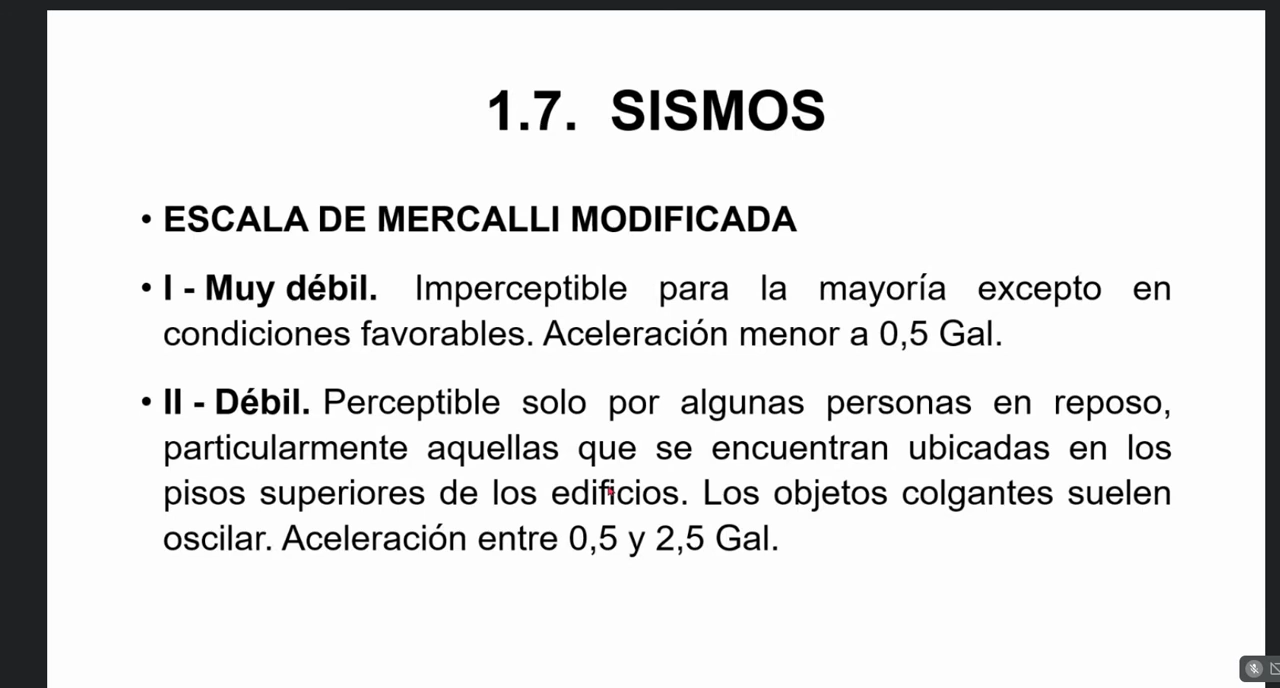 1.7. SISMOS
• ESCALA DE MERCALLI MODIFICADA
• I - Muy débil. Imperceptible para la mayoría excepto en
condiciones favorables. Aceleración menor a 0,5 Gal.
• II - Débil. Perceptible solo por algunas personas en reposo,
particularmente aquellas que se encuentran ubicadas en los
pisos superiores de los edificios. Los objetos colgantes suelen
oscilar. Aceleración entre 0,5 y 2,5 Gal.